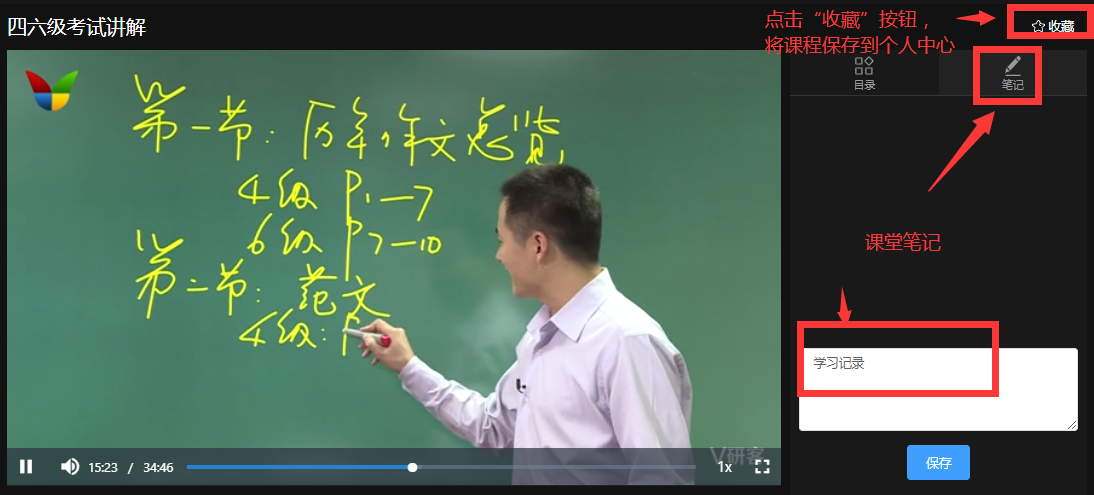 四六级考试讲解
点击“收藏”按钮，
将课程保存到个人中心
收藏
目录
笔记
第一节：历年作文总览
4级 P1—7
6级 P7—10
第二节：范文
4级：P
课堂笔记
学习记录
保存
15:23 / 34:46
1x
V研客